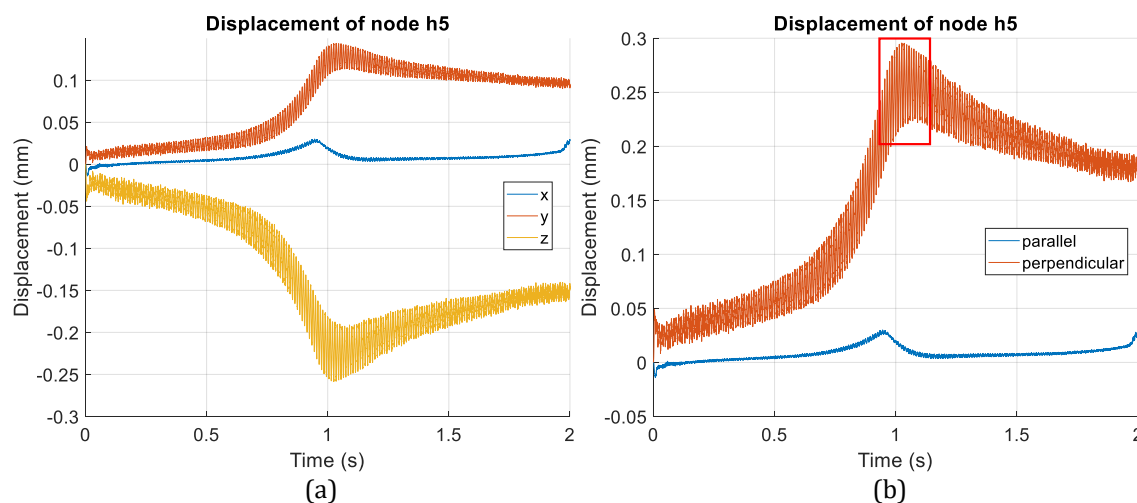 Displacement of node h5
Displacement (mm)
0.1
0.05
0
-0.05
-0.1
-0.15
-0.2
-0.25
-0.3
x
y
z
0
0.5
1
1.5
2
Time (s)
(a)
Displacement of node h5
Displacement (mm)
0.3
0.25
0.2
0.15
0.1
0.05
0
-0.05
parallel
perpendicular
0
0.5
1
1.5
2
Time (s)
(b)